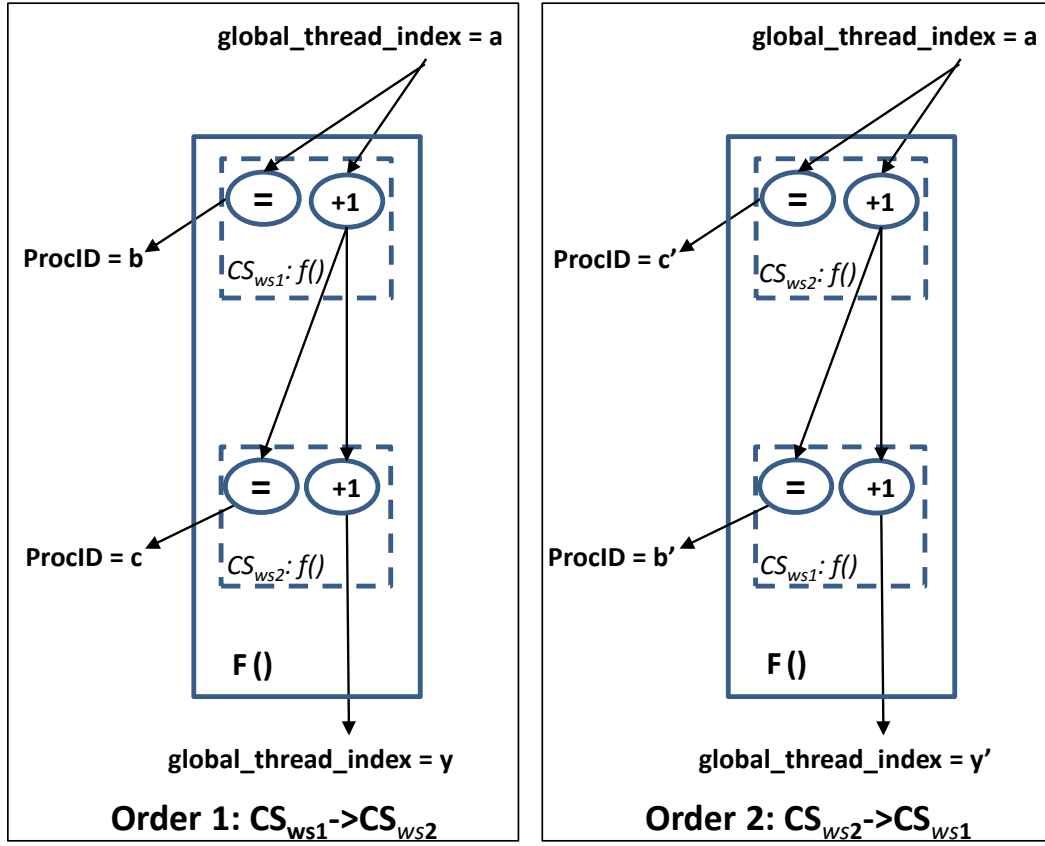 global_thread_index = a
=
+1
ProcID = b
CSws1: f()
=
+1
ProcID = c
CSws2: f()
F ()
global_thread_index = y
Order 1: CSws1->CSws2
global_thread_index = a
=
+1
ProcID = c’
CSws2: f()
=
+1
ProcID = b’
CSws1: f()
F ()
global_thread_index = y’
Order 2: CSws2->CSws1